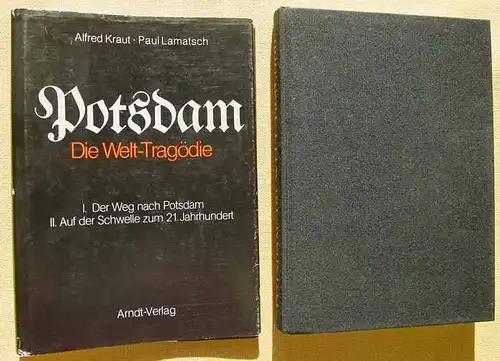 Alfred Kraut · Paul Lamatsch
Potsdam
Die Welt-Tragödie
I. Der Weg nach Potsdam
II. Auf der Schwelle zum 21. Jahrhundert
Arndt-Verlag